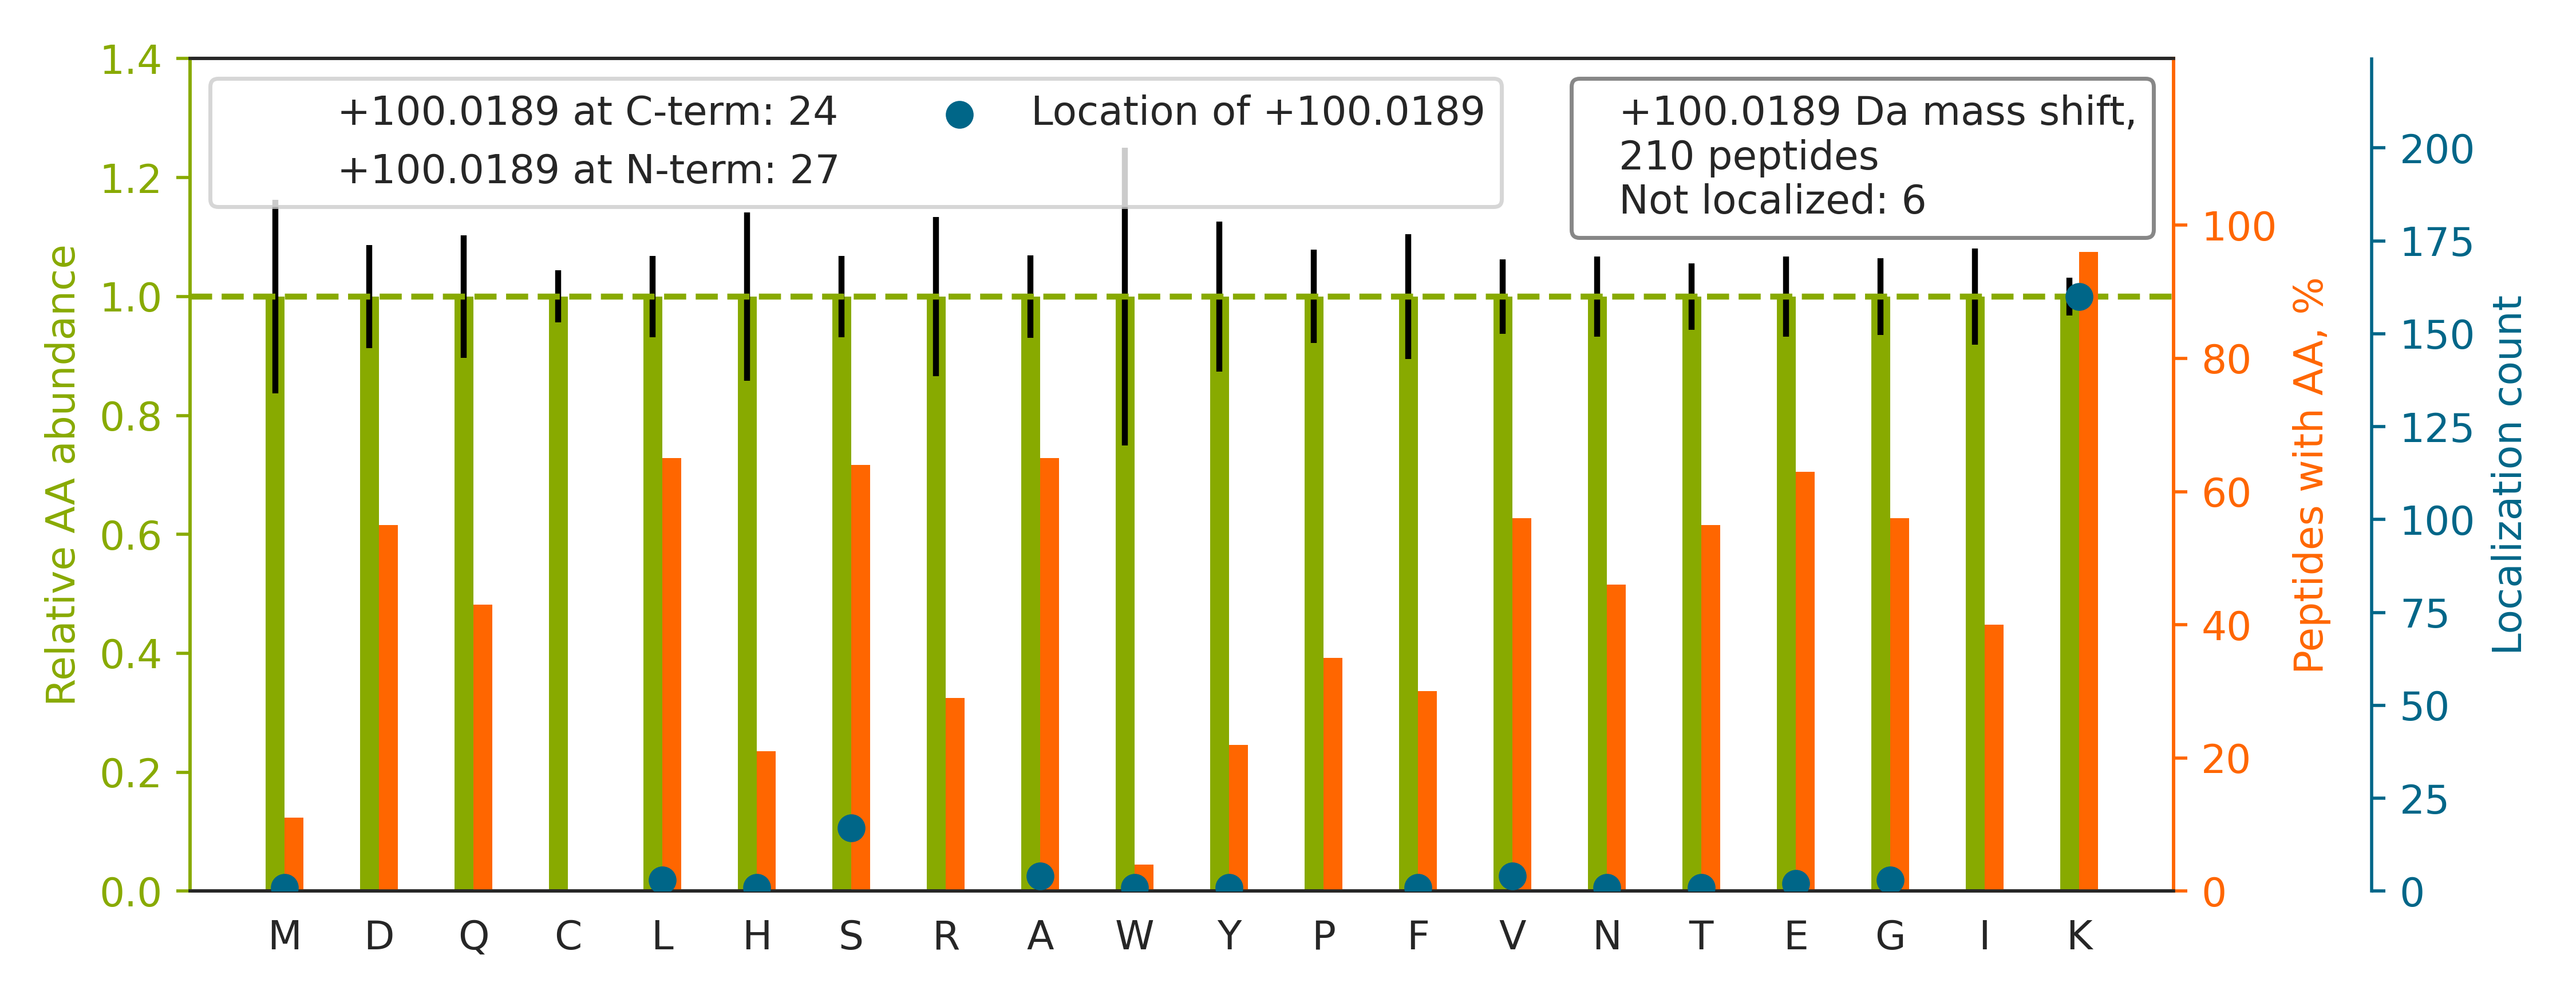 +100.0189 at C-term: 24
+100.0189 at N-term: 27
Location of +100.0189
+100.0189 Da mass shift,
210 peptides
Not localized: 6
Relative AA abundance
1.4
1.2
1.0
0.8
0.6
0.4
0.2
0.0
M D Q C L H S R A W Y P F V N T E G I K
100
80
60
40
20
0
Peptides with AA, %
200
175
150
125
100
75
50
25
0
Localization count